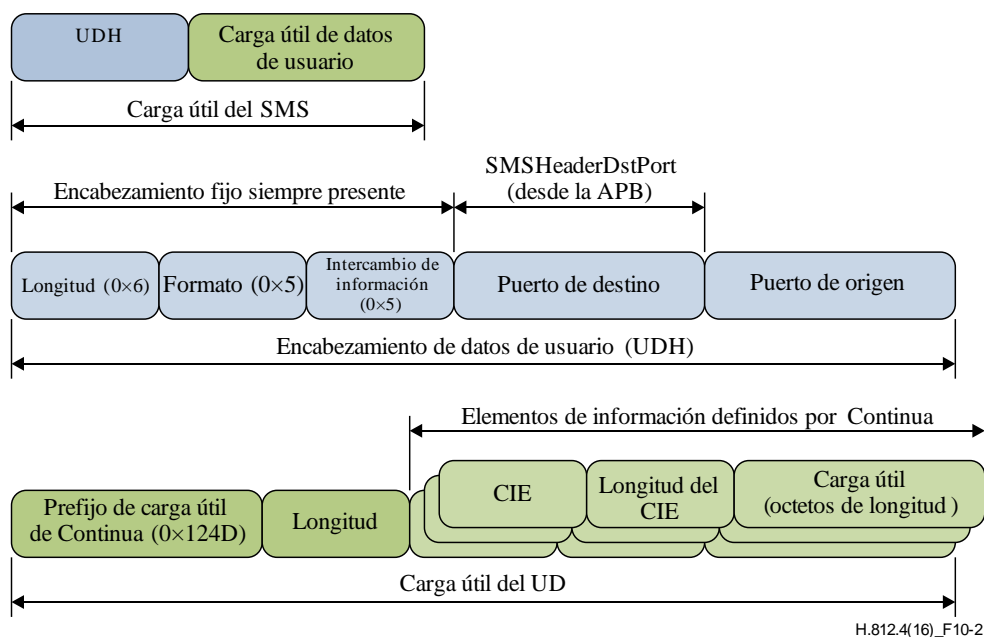 UDH
Carga útil de datos
de usuario
Carga útil del SMS
SMSHeaderDstPort
(desde la APB)
Encabezamiento fijo siempre presente
Longitud (0×6)
Formato (0×5)
Intercambio de
información
(0×5)
Puerto de destino
Puerto de origen
Encabezamiento de datos de usuario (UDH)
Elementos de información definidos por Continua
Prefijo de carga útil
de Continua (0×124D)
Longitud
CIE
Longitud del
CIE
Carga útil
(octetos de longitud )
Carga útil del UD
H.812.4(16)_F10-2